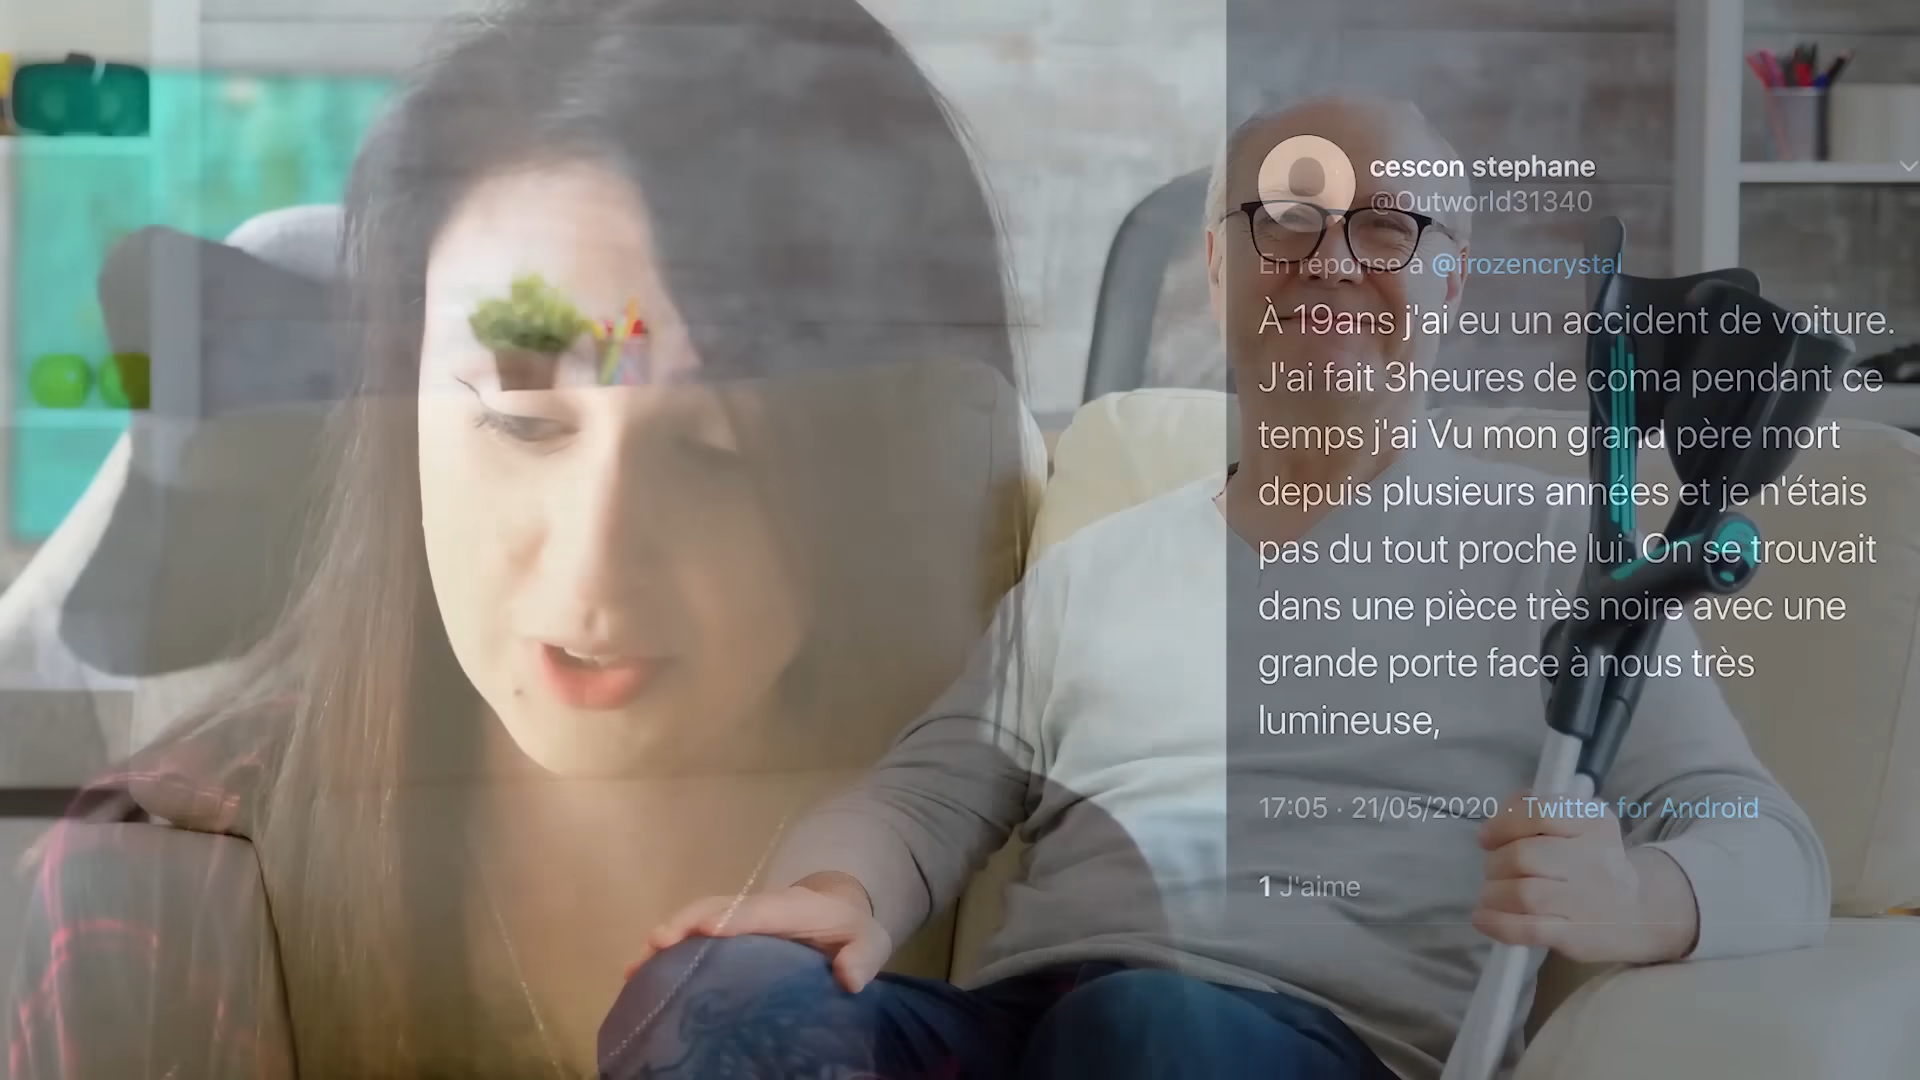 cescon stephane
@Outworld31340
En réponse à @frozencrystal
À 19ans j'ai eu un accident de voiture.
J'ai fait 3heures de coma pendant ce
temps j'ai Vu mon grand père mort
depuis plusieurs années et je n'étais
pas du tout proche lui. On se trouvait
dans une pièce très noire avec une
grande porte face à nous très
lumineuse,
17:05 · 21/05/2020 · Twitter for Android
1 J'aime